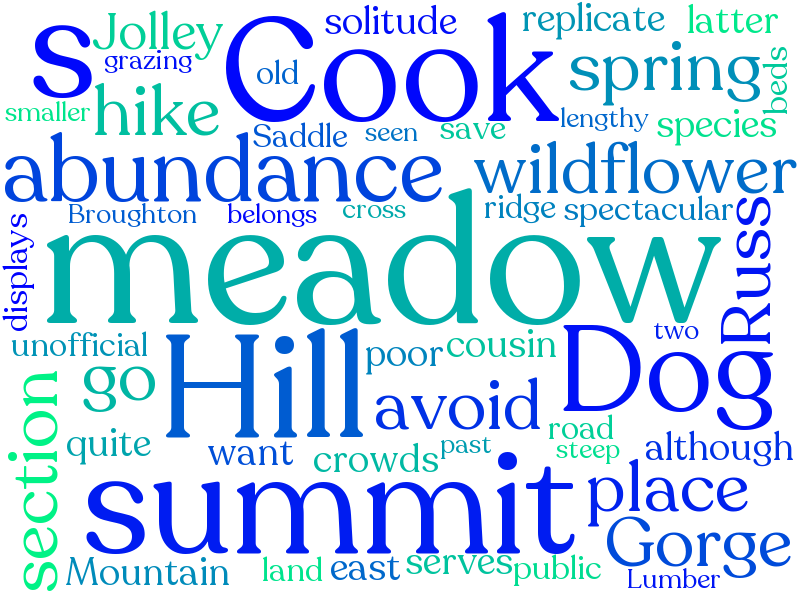 s
Jolley
grazing
Cook
old
solitude
replicate
latter
spring
beds
smaller
hike
Saddle
seen
save
lengthy
species
abundance
wildflower
Broughton
belongs
cross
ridge
spectacular
displays
meadow
Russ
unofficial
go
Hill
poor
cousin
Dog
two
section
quite
want
avoid
crowds
past
road
steep
although
summit
place
Gorge
Mountain
land
east
serves
public
Lumber